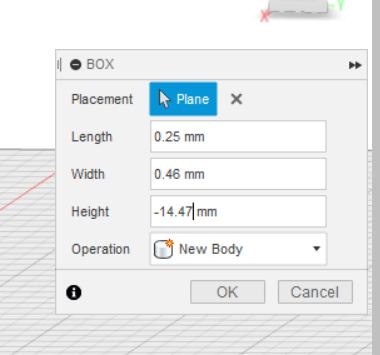 X
Y
BOX
Placement Plane
Length 0.25 mm
Width 0.46 mm
Height -14.47 mm
Operation New Body
OK Cancel